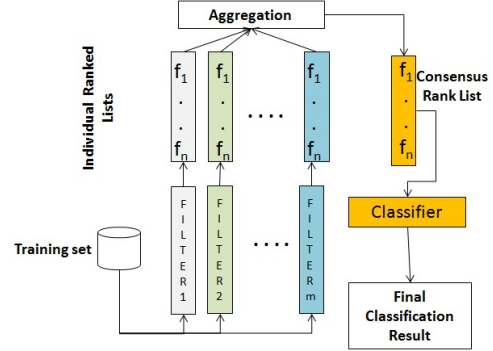 Aggregation
Individual Ranked
Lists
f1
.
.
fn
f1
.
.
fn
. . . .
f1
.
.
fn
f1
.
.
fn
Consensus
Rank List
Training set
FILTER1
FILTER2
. . . .
FILTERm
Classifier
Final
Classification
Result